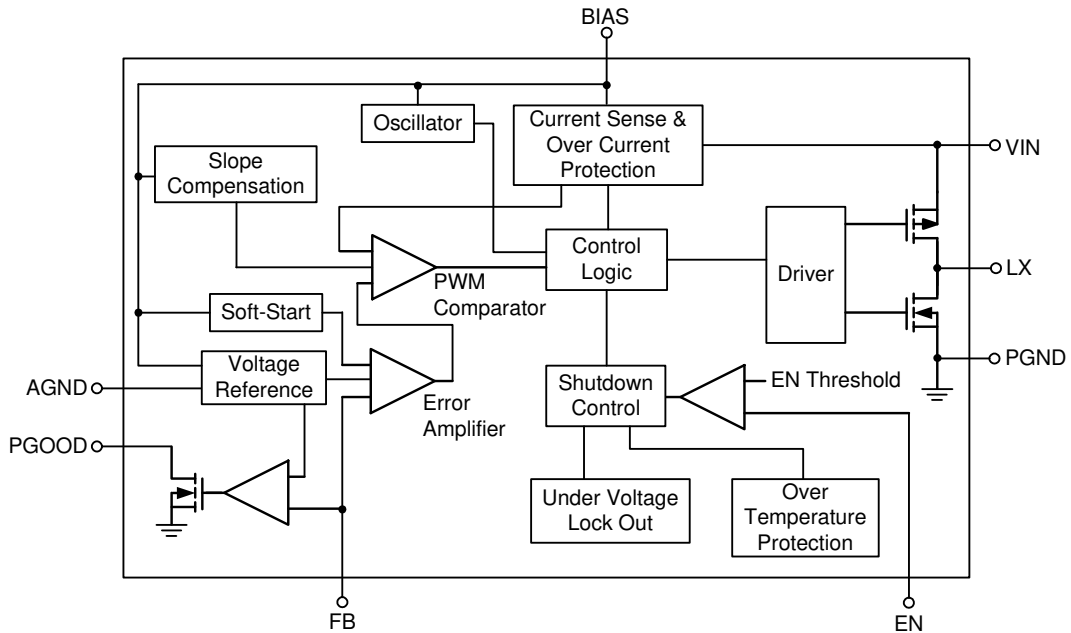 BIAS
Oscillator
Current Sense &
Over Current
Protection
VIN
Slope
Compensation
Control
Logic
Driver
LX
PWM
Comparator
Soft-Start
Voltage
Reference
AGND
Error
Amplifier
Shutdown
Control
EN Threshold
PGND
PGOOD
Under Voltage
Lock Out
Over
Temperature
Protection
FB
EN